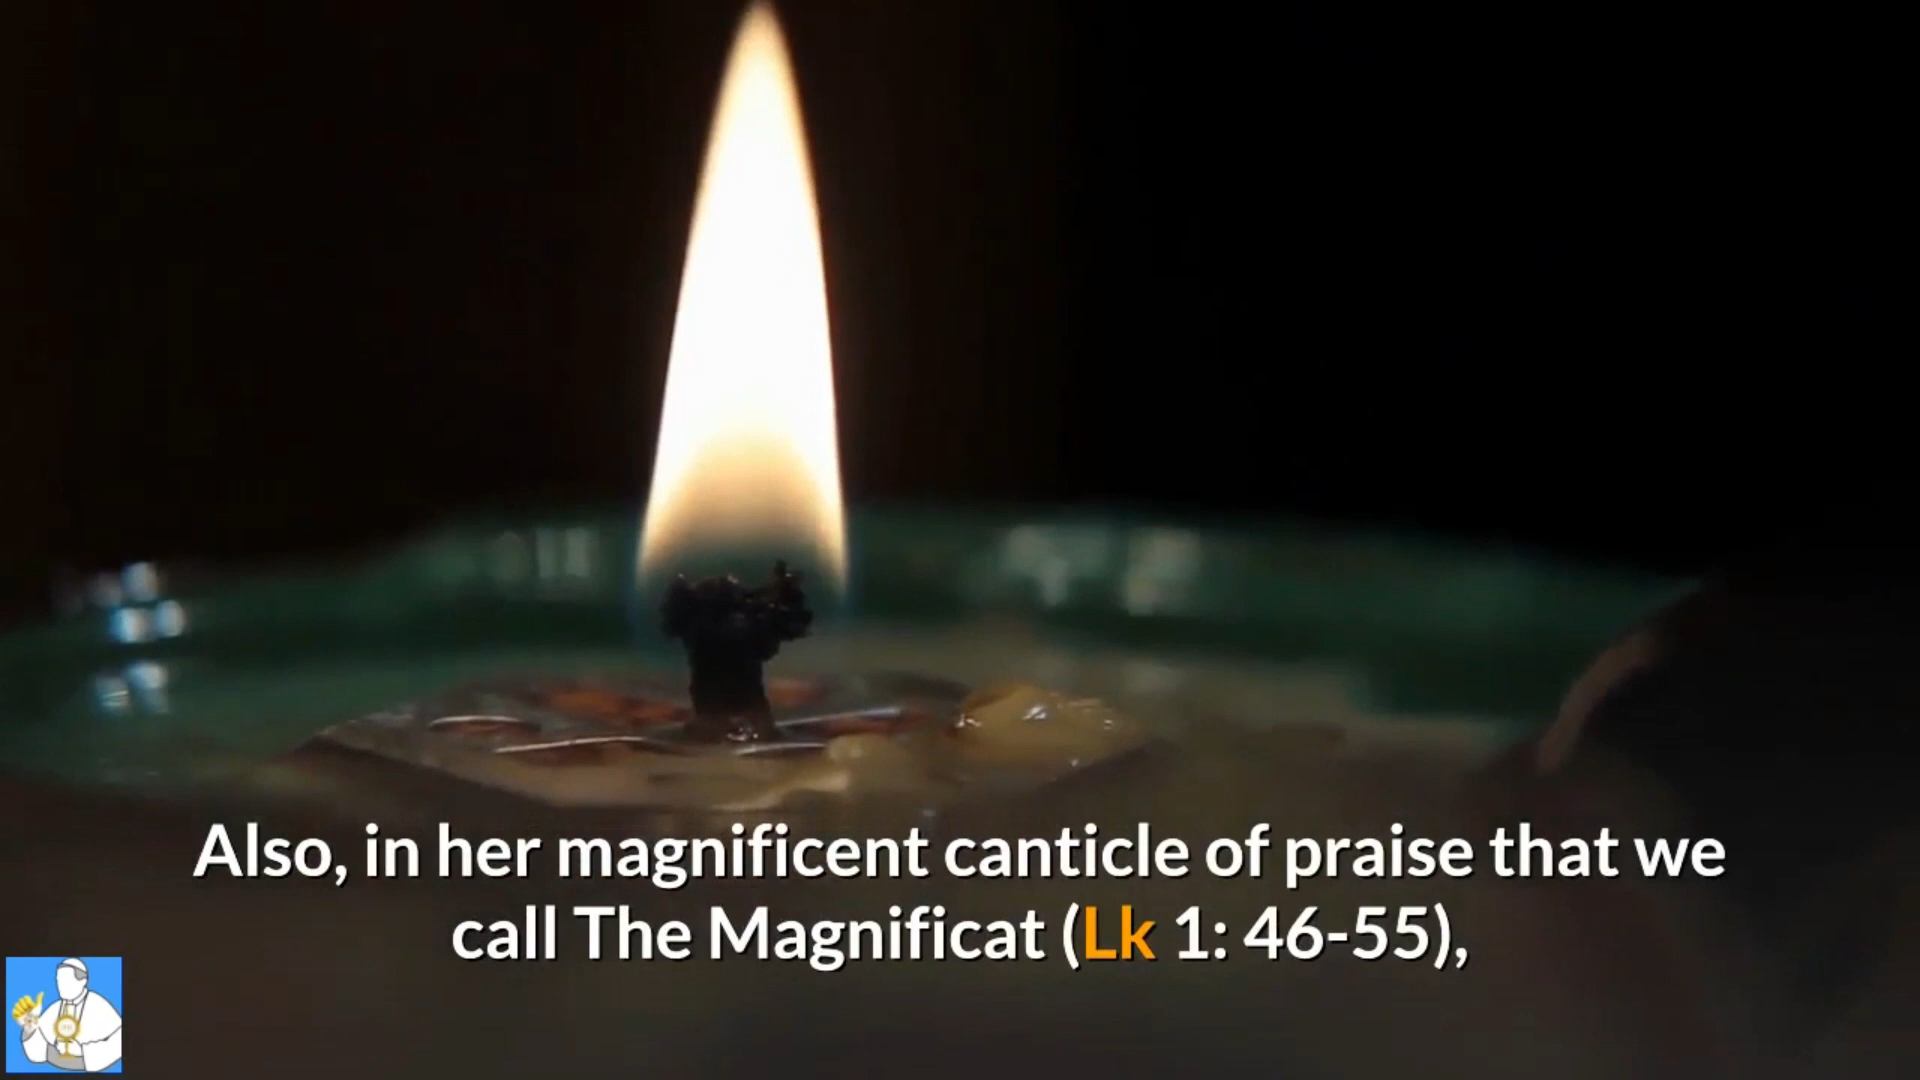 Also, in her magnificent canticle of praise that we
call The Magnificat (Lk 1: 46-55),